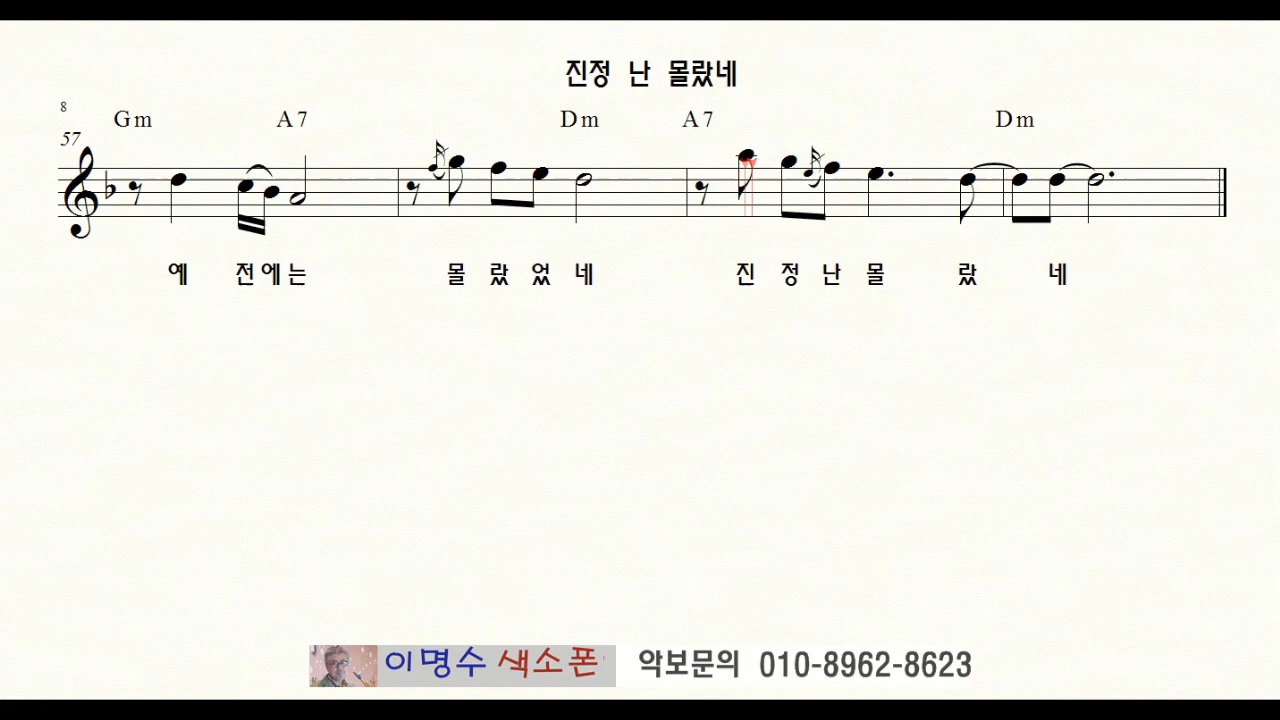 진정 난 몰랐네
8
Gm A7 Dm A7 Dm
57
예 전에는 몰 랐 었 네 진 정 난 몰 랐 네
이명수 색소폰 악보문의 010-8962-8623